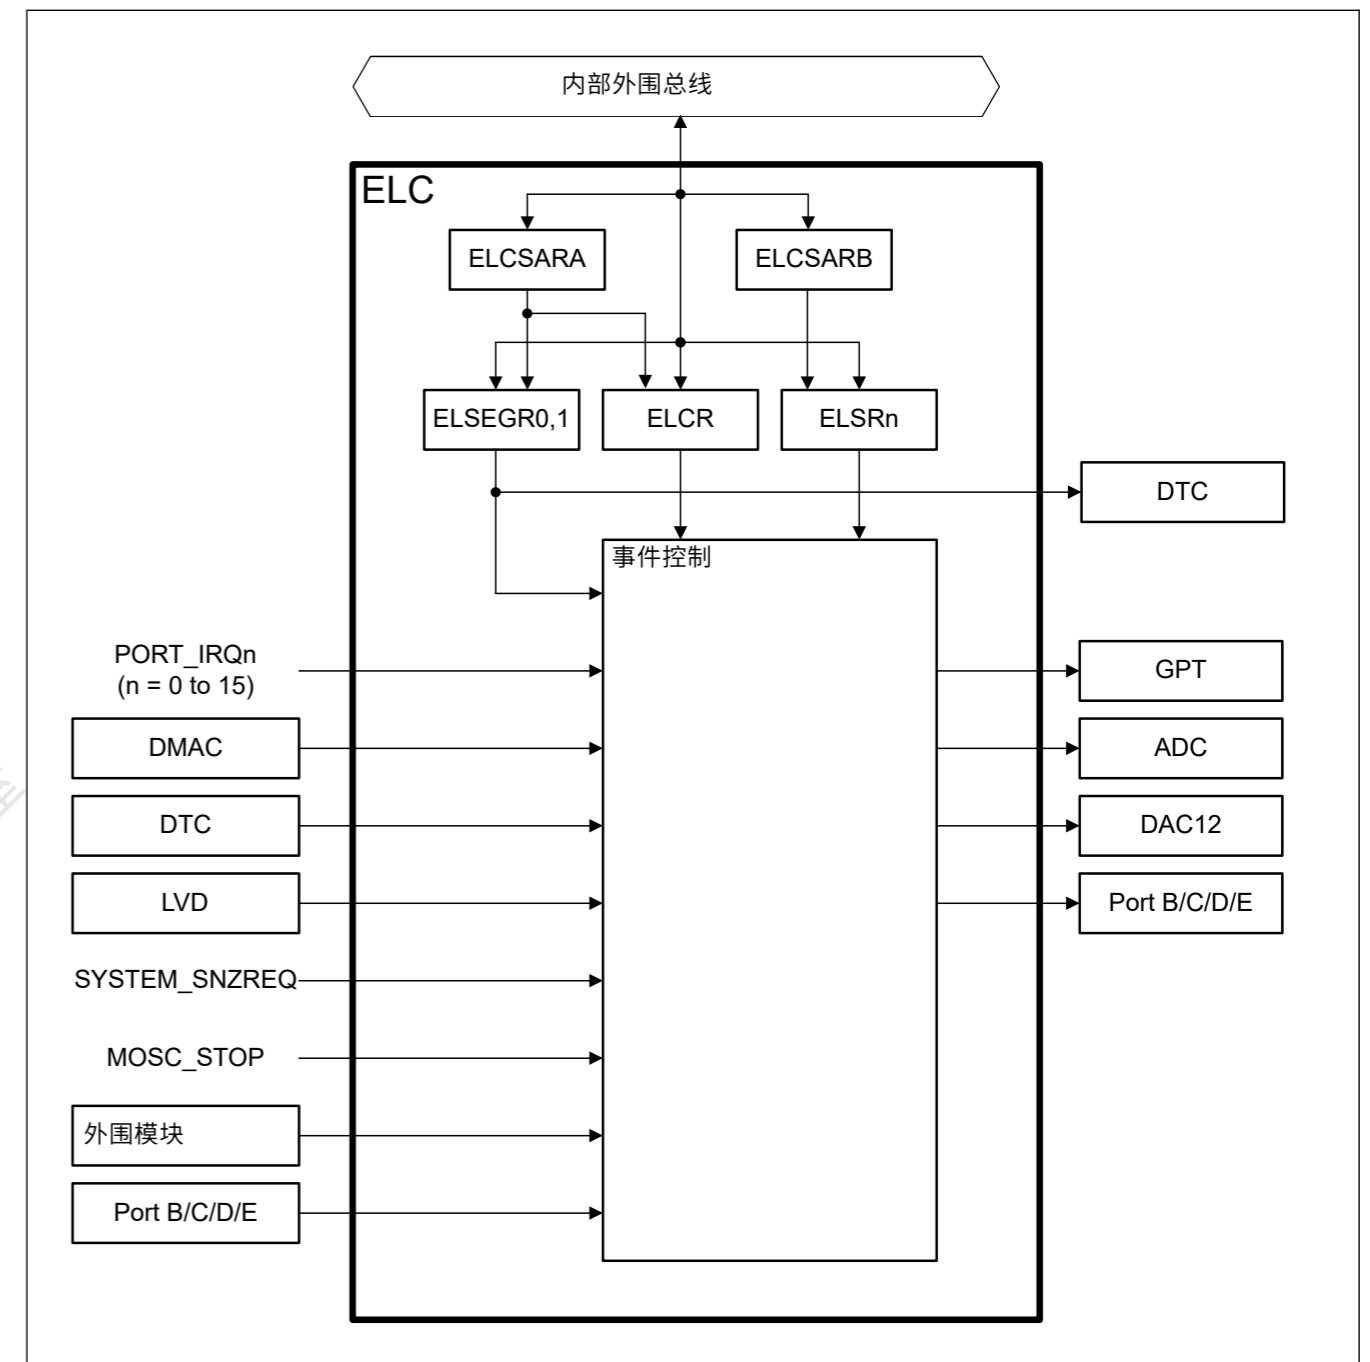 内部外围总线
ELC
ELCSARA
ELCSARB
ELSEGR0,1
ELCR
ELSRn
DTC
事件控制
PORT_IRQn
(n = 0 to 15)
GPT
DMAC
ADC
DTC
DAC12
LVD
Port B/C/D/E
SYSTEM_SNZREQ
MOSC_STOP
外围模块
Port B/C/D/E